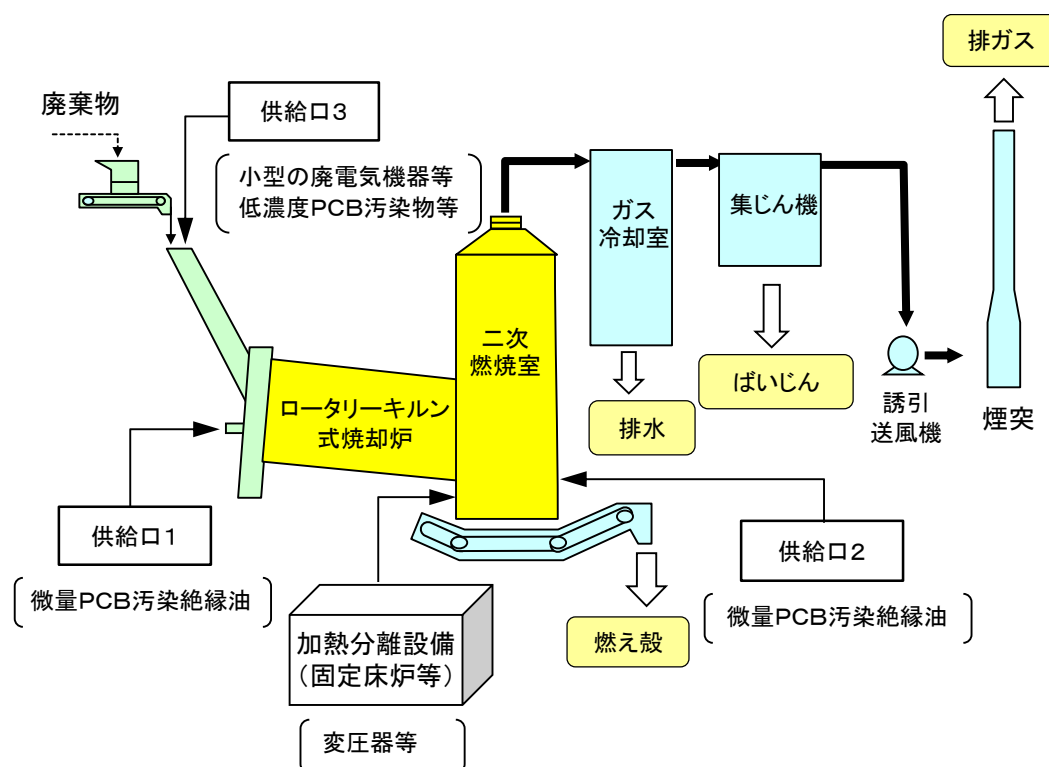 排ガス
廃棄物
供給口3
小型の廃電気機器等
低濃度PCB汚染物等
ガス
冷却室
集じん機
二次
燃焼室
ばいじん
ロータリーキルン
式焼却炉
排水
誘引
送風機
煙突
供給口1
供給口2
微量PCB汚染絶縁油
微量PCB汚染絶縁油
加熱分離設備
(固定床炉等)
燃え殻
変圧器等